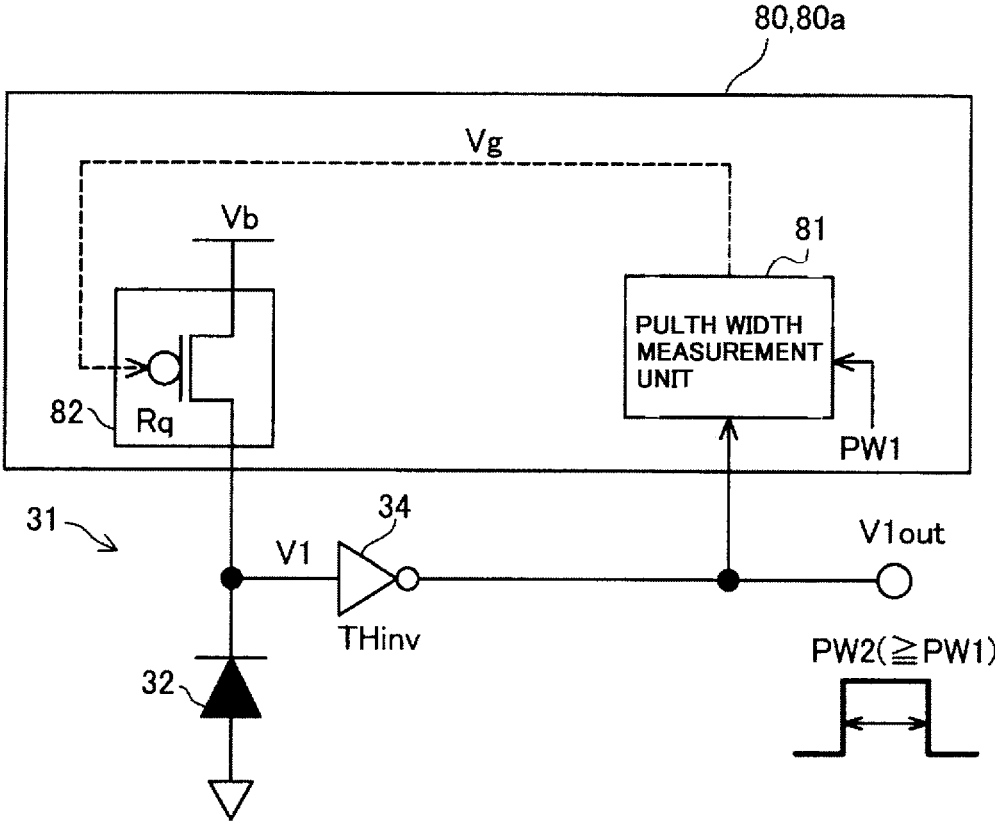 80,80a
Vg
Vb
81
PULTH WIDTH
MEASUREMENT
UNIT
82
Rq
PW1
31
34
V1
V1out
THinv
PW2(≧PW1)
32